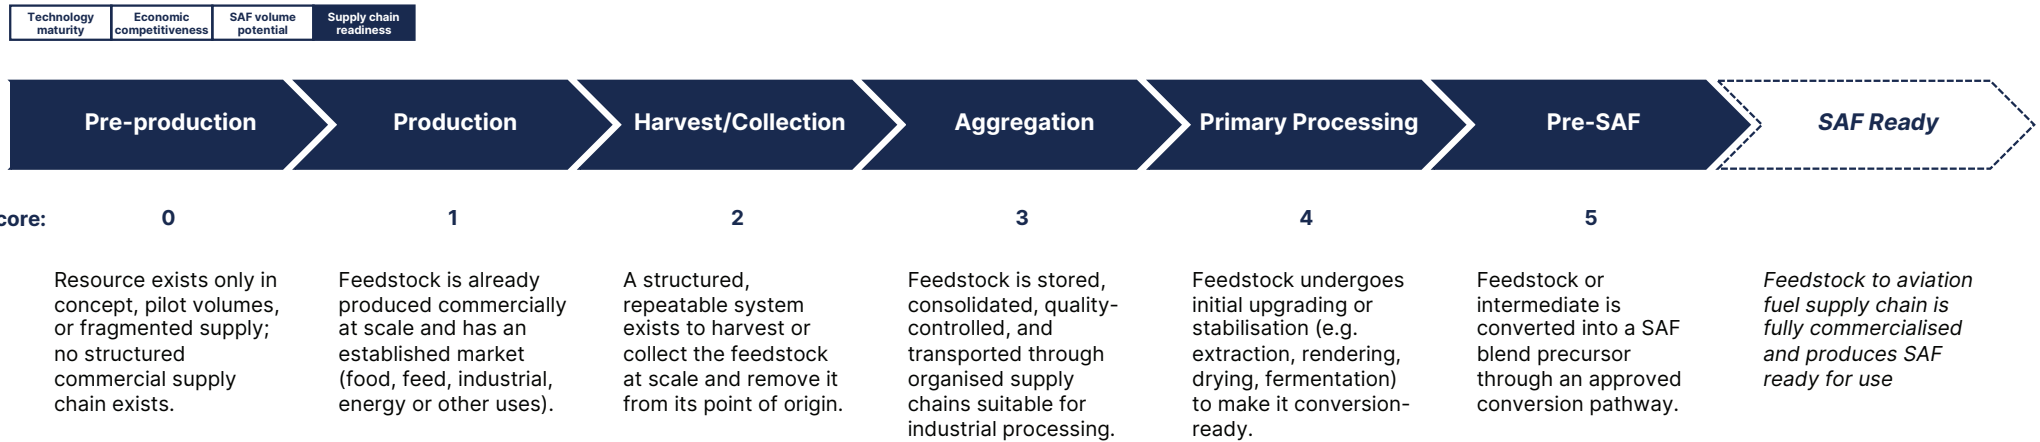 Technology
maturity
Economic
competitiveness
SAF volume
potential
Supply chain
readiness
Pre-production
Production
Harvest/Collection
Aggregation
Primary Processing
Pre-SAF
SAF Ready
core:
0
1
2
3
4
5
Resource exists only in
concept, pilot volumes,
or fragmented supply;
no structured
commercial supply
chain exists.
Feedstock is already
produced commercially
at scale and has an
established market
(food, feed, industrial,
energy or other uses).
A structured,
repeatable system
exists to harvest or
collect the feedstock
at scale and remove it
from its point of origin.
Feedstock is stored,
consolidated, quality-
controlled, and
transported through
organised supply
chains suitable for
industrial processing.
Feedstock undergoes
initial upgrading or
stabilisation (e.g.
extraction, rendering,
drying, fermentation)
to make it conversion-
ready.
Feedstock or
intermediate is
converted into a SAF
blend precursor
through an approved
conversion pathway.
Feedstock to aviation
fuel supply chain is
fully commercialised
and produces SAF
ready for use